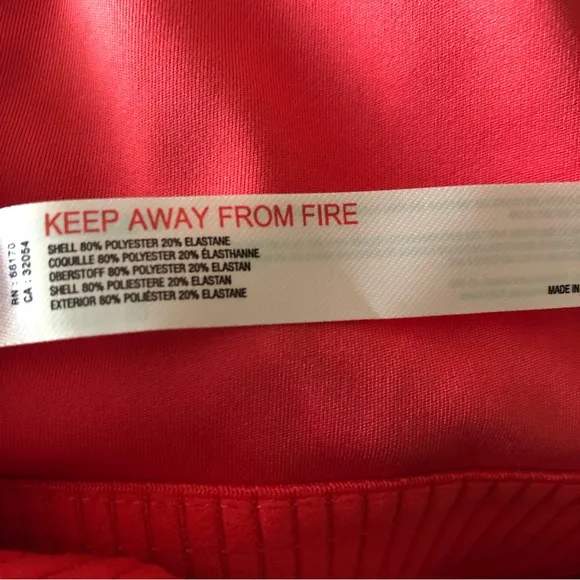 KEEP AWAY FROM FIRE
SHELL 80% POLYESTER 20% ELASTANE
COQUILLE 80% POLYESTER 20% ÉLASTHANNE
OBERSTOFF 80% POLYESTER 20% ELASTAN
SHELL 80% POLIESTERE 20% ELASTAN
EXTERIOR 80% POLIÉSTER 20% ELASTANE
MADE IN
RN : 66170
CA : 32054